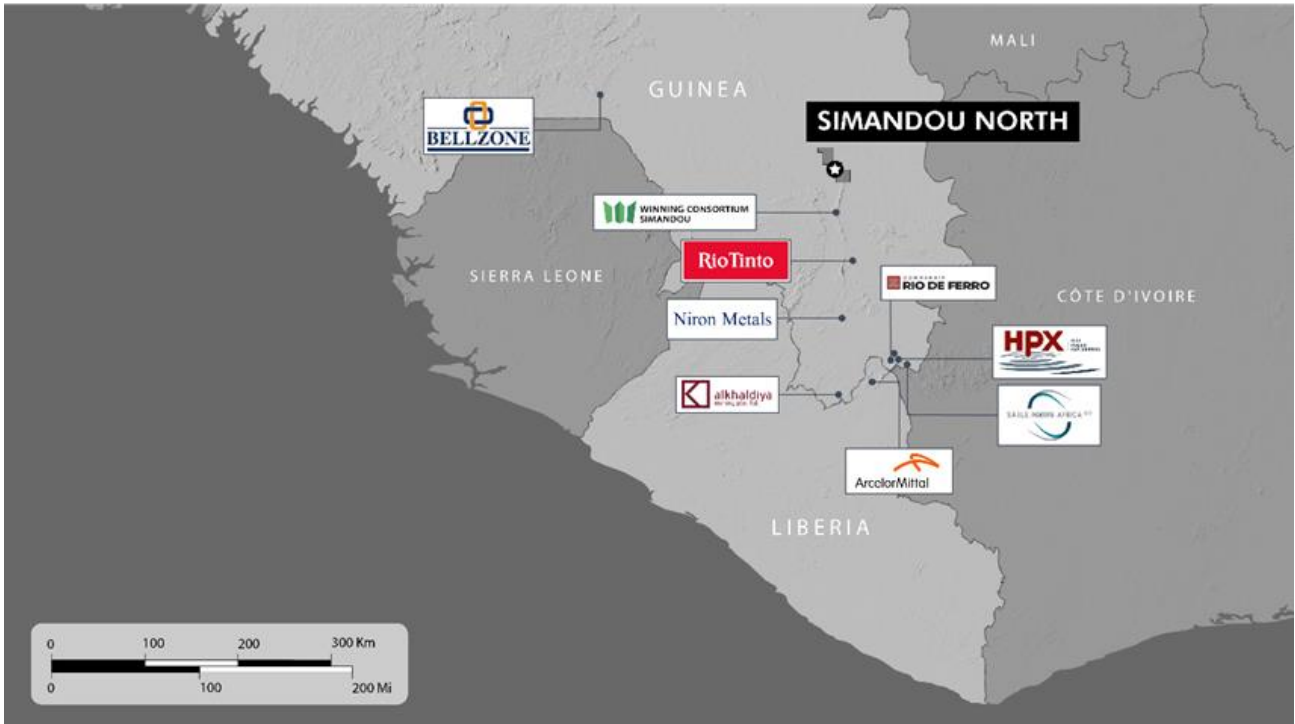 MALI
GUINEA
SIMANDOU NORTH
BELLZONE
WINNING CONSORTIUM
SIMANDOU
RioTinto
SIERRA LEONE
RIO DE FERRO
CÔTE D'IVOIRE
Niron Metals
HPX
alkhaldiya
ArcelorMittal
LIBERIA
0 100 200 300 Km
0 100 200 Mi